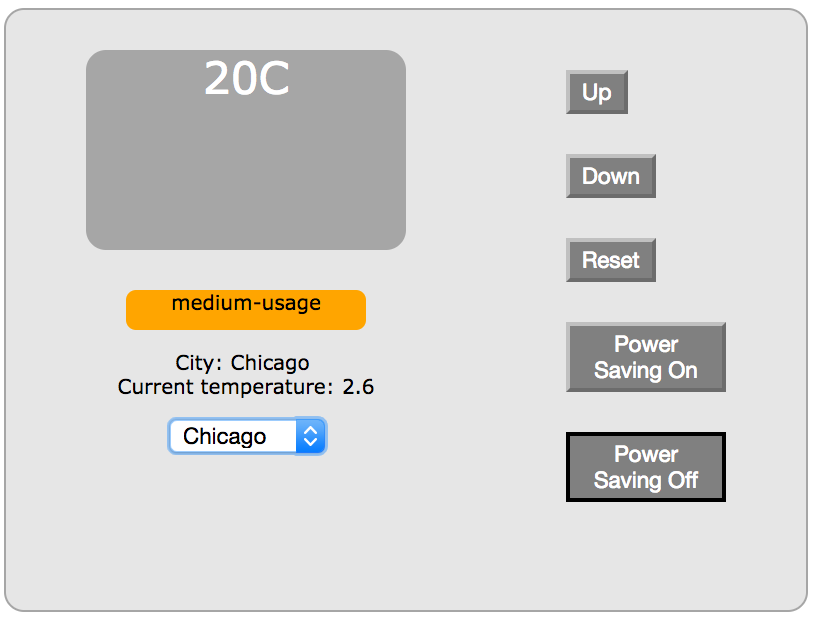 20C
medium-usage
City: Chicago
Current temperature: 2.6
Chicago
Up
Down
Reset
Power
Saving On
Power
Saving Off